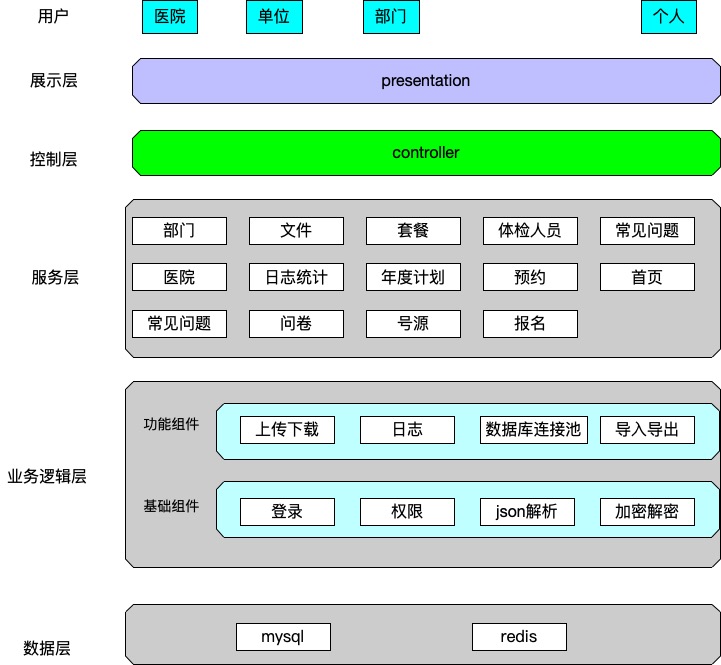 用户 医院 单位 部门 个人
展示层 presentation
控制层 controller
部门 文件 套餐 体检人员 常见问题
服务层 医院 日志统计 年度计划 预约 首页
常见问题 问卷 号源 报名
功能组件 上传下载 日志 数据库连接池 导入导出
业务逻辑层
基础组件 登录 权限 json解析 加密解密
数据层 mysql redis